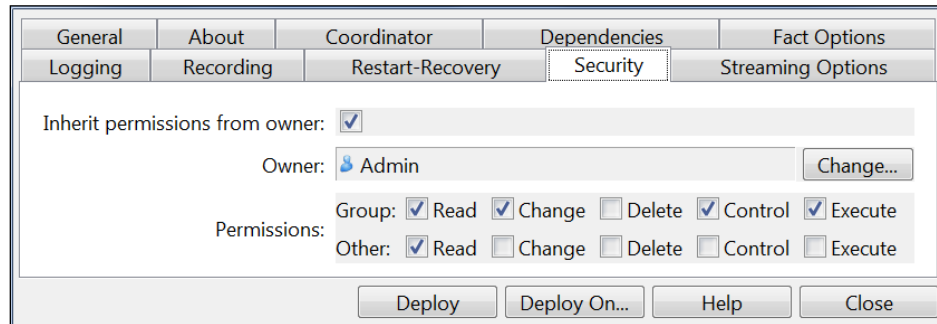 General About Coordinator Dependencies Fact Options
Logging Recording Restart-Recovery Security Streaming Options
Inherit permissions from owner:
Owner: Admin Change...
Permissions:
Group: Read Change Delete Control Execute
Other: Read Change Delete Control Execute
Deploy Deploy On... Help Close